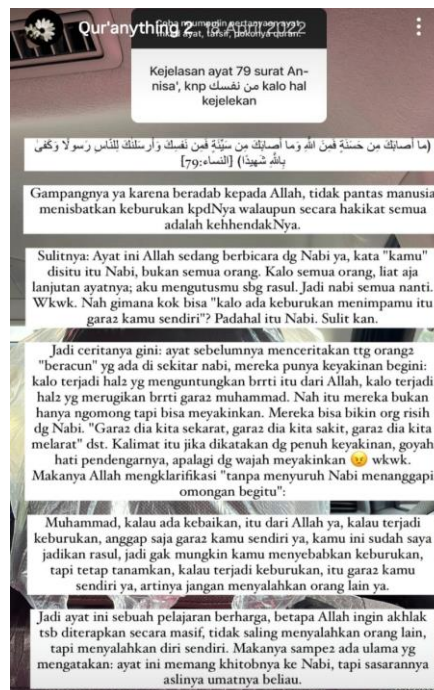 Qur'anything 2
Kejelasan ayat 79 surat An-
nisa', knp من نفسك kalo hal
kejelekan
(ما أصابك من حسنة فمن الله وما أصابك من سيئة فمن نفسك وأرسلناك للناس رسولا وكفى
بالله شهيدا) [النساء:79]
Gampangnya ya karena beradab kepada Allah, tidak pantas manusia
menisbatkan keburukan kpdNya walaupun secara hakikat semua
adalah kehhendakNya.
Sulitnya: Ayat ini Allah sedang berbicara dg Nabi ya, kata "kamu"
disitu itu Nabi, bukan semua orang. Kalo semua orang, liat aja
lanjutan ayatnya; aku mengutusmu sbg rasul. Jadi nabi semua nanti.
Wkwk. Nah gimana kok bisa "kalo ada keburukan menimpamu itu
gara2 kamu sendiri"? Padahal itu Nabi. Sulit kan.
Jadi ceritanya gini: ayat sebelumnya menceritakan ttg orang2
"beracun" yg ada di sekitar nabi, mereka punya keyakinan begini:
kalo terjadi hal2 yg menguntungkan brrti itu dari Allah, kalo terjadi
hal2 yg merugikan brrti gara2 muhammad. Nah itu mereka bukan
hanya ngomong tapi bisa meyakinkan. Mereka bisa bikin org risih
dg Nabi. "Gara2 dia kita sekarat, gara2 dia kita sakit, gara2 dia kita
melarat" dst. Kalimat itu jika dikatakan dg penuh keyakinan, goyah
hati pendengarnya, apalagi dg wajah meyakinkan 😠 wkwk.
Makanya Allah mengklarifikasi "tanpa menyuruh Nabi menanggapi
omongan begitu":
Muhammad, kalau ada kebaikan, itu dari Allah ya, kalau terjadi
keburukan, anggap saja gara2 kamu sendiri ya, kamu ini sudah saya
jadikan rasul, jadi gak mungkin kamu menyebabkan keburukan,
tapi tetap tanamkan, kalau terjadi keburukan, itu gara2 kamu
sendiri ya, artinya jangan menyalahkan orang lain ya.
Jadi ayat ini sebuah pelajaran berharga, betapa Allah ingin akhlak
tsb diterapkan secara masif, tidak saling menyalahkan orang lain,
tapi menyalahkan diri sendiri. Makanya sampe2 ada ulama yg
mengatakan: ayat ini memang khitobnya ke Nabi, tapi sasarannya
aslinya umatnya beliau.